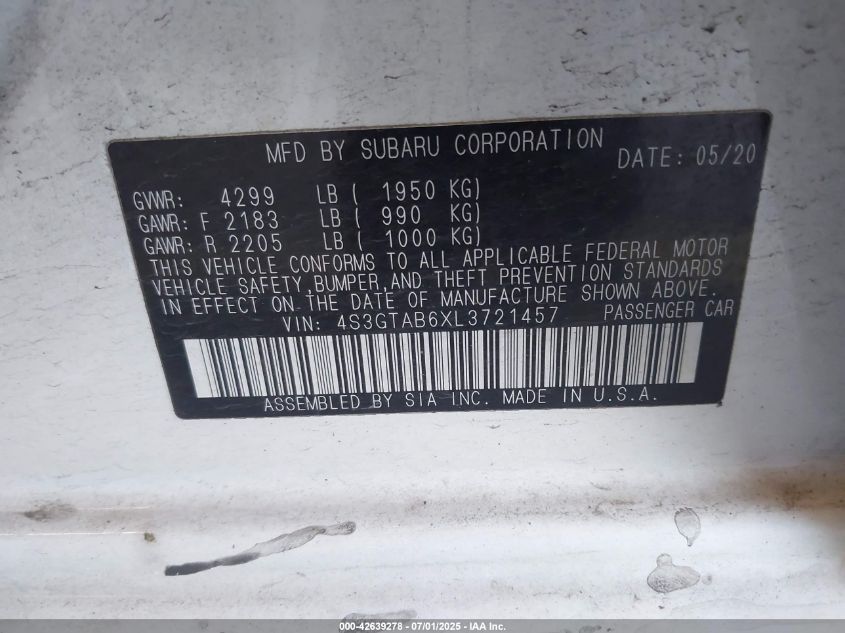 MFD BY SUBARU CORPORATION DATE: 05/20
GVWR: 4299 LB ( 1950 KG)
GAWR: F 2183 LB ( 990 KG)
GAWR: R 2205 LB ( 1000 KG)
THIS VEHICLE CONFORMS TO ALL APPLICABLE FEDERAL MOTOR
VEHICLE SAFETY,BUMPER,AND THEFT PREVENTION STANDARDS
IN EFFECT ON THE DATE OF MANUFACTURE SHOWN ABOVE.
VIN: 4S3GTAB6XL3721457 PASSENGER CAR
ASSEMBLED BY SIA INC. MADE IN U.S.A.
000-42639278 - 07/01/2025 - IAA Inc.